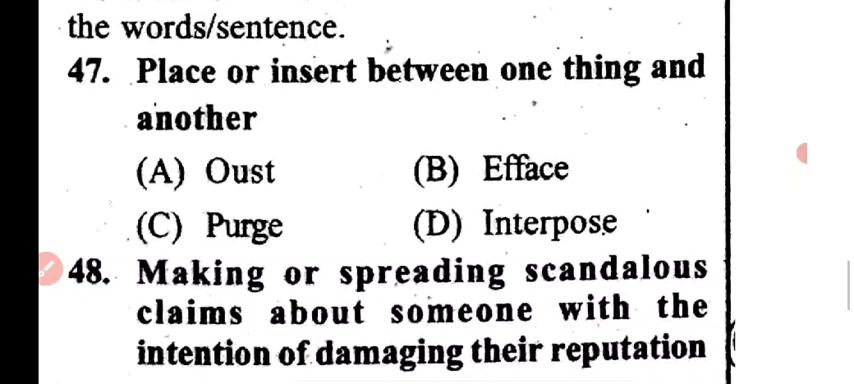 the words/sentence.
47. Place or insert between one thing and
another
(A) Oust (B) Efface
(C) Purge (D) Interpose
48. Making or spreading scandalous
claims about someone with the
intention of damaging their reputation